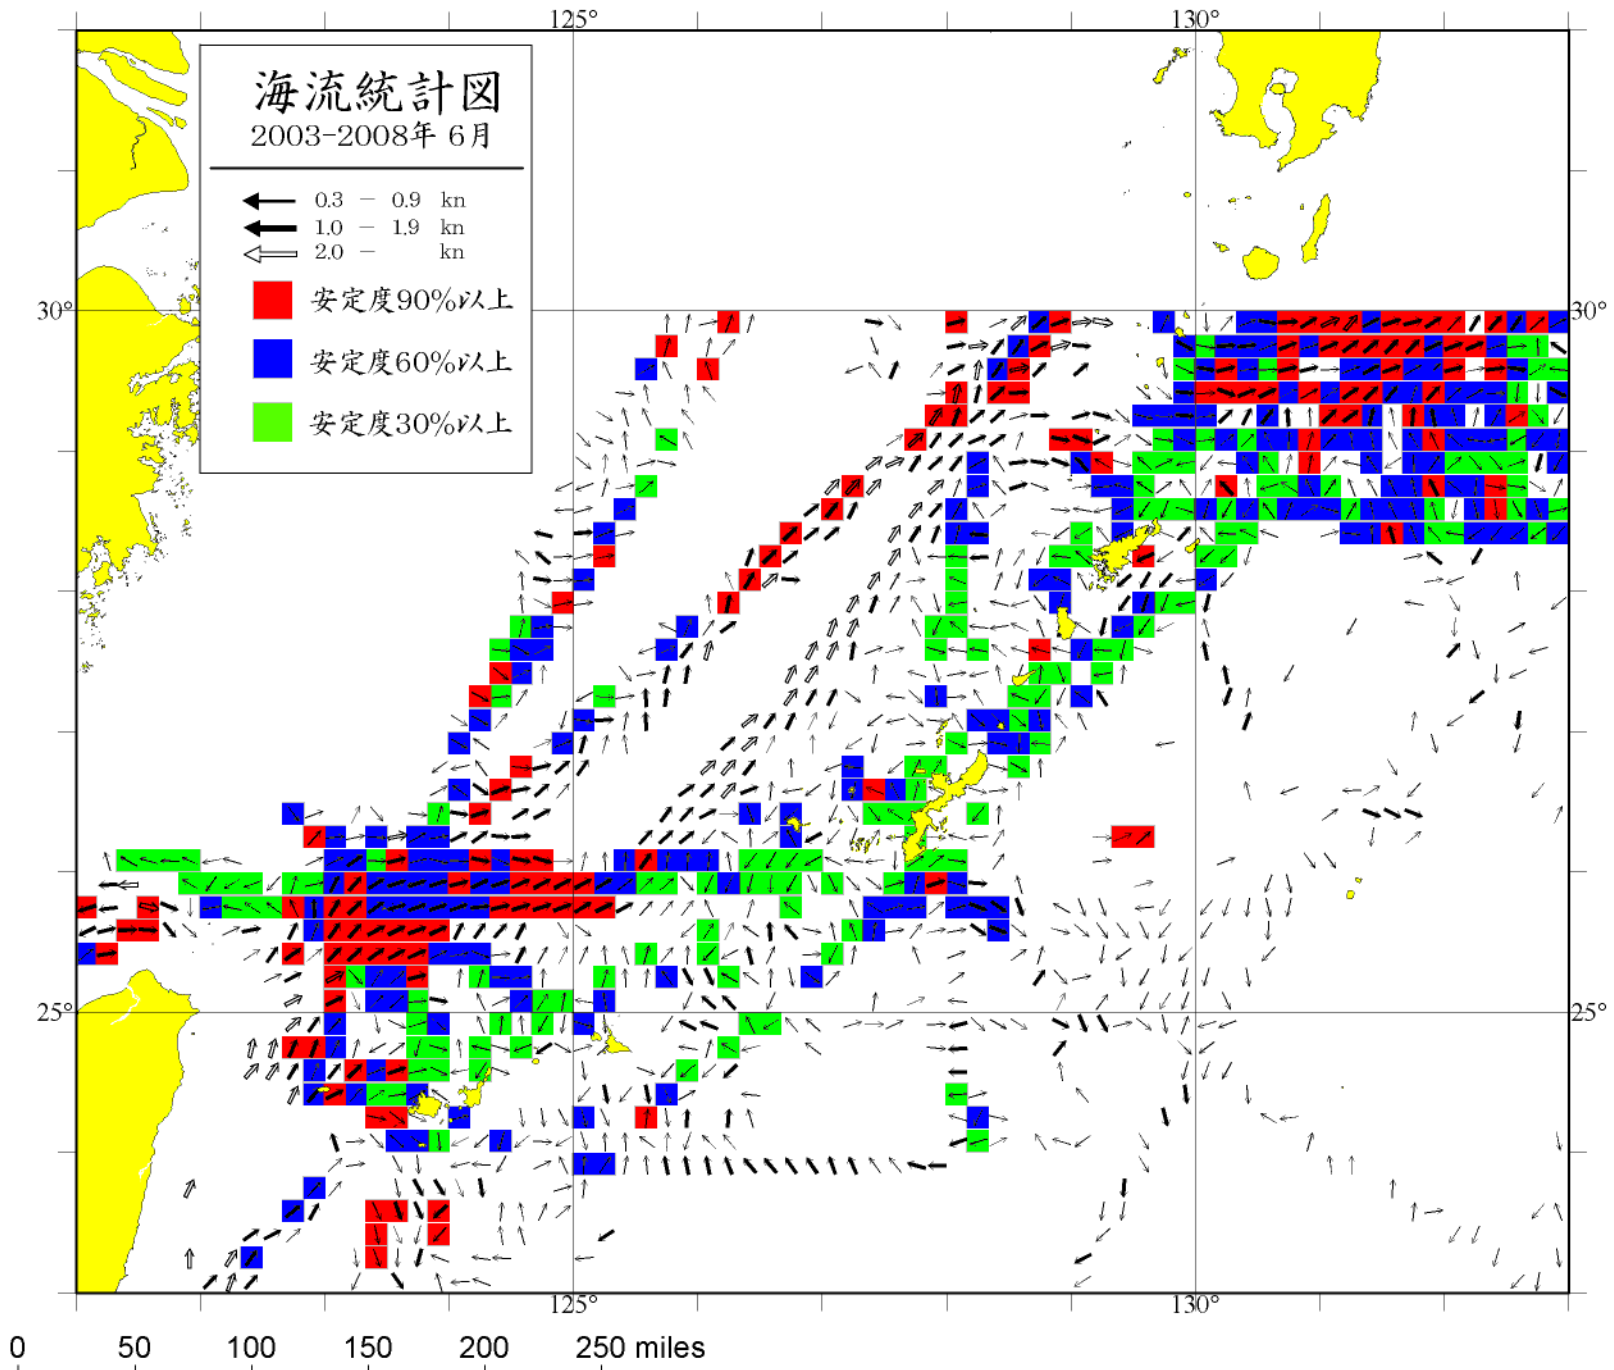 125°
130°
海流統計図
2003-2008年 6月
0.3 - 0.9 kn
1.0 - 1.9 kn
2.0 - kn
安定度90%以上
安定度60%以上
安定度30%以上
30°
30°
25°
25°
125°
130°
0 50 100 150 200 250 miles